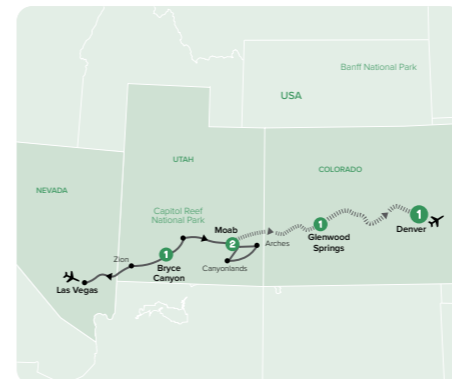 Banff National Park
USA
UTAH
COLORADO
NEVADA
Capitol Reef
National Park
Moab
2
Arches
1
Glenwood
Springs
1
Denver
Zion
1
Bryce
Canyon
Canyonlands
Las Vegas